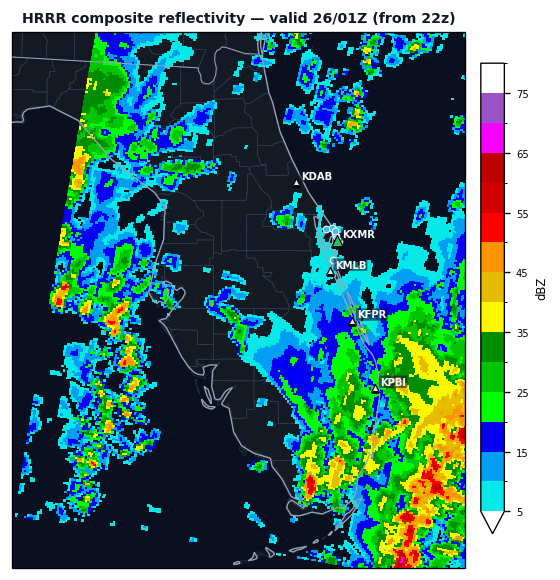 HRRR composite reflectivity — valid 26/01Z (from 22z)
KDAB
KXMR
KMLB
KFPR
KPBI
75
65
55
45
35
25
15
5
dBZ